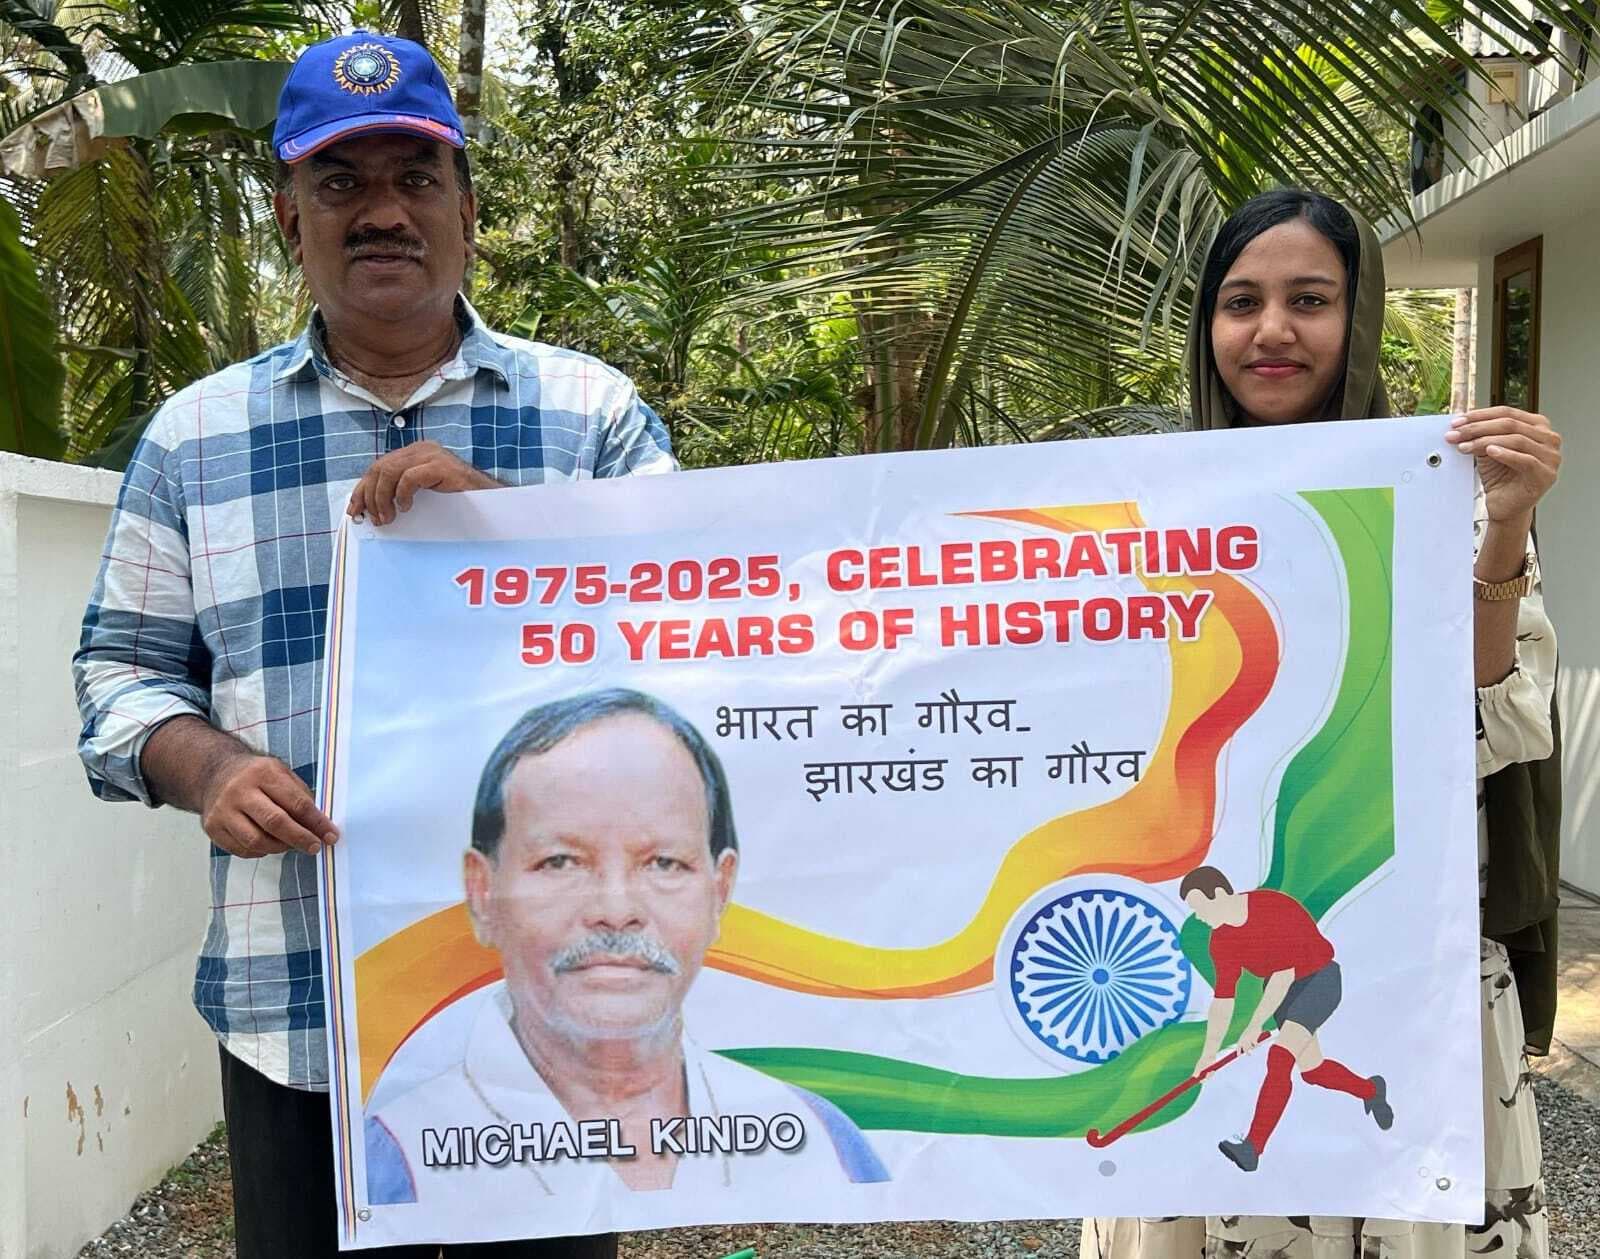 1975-2025, CELEBRATING
50 YEARS OF HISTORY
भारत का गौरव-
झारखंड का गौरव
MICHAEL KINDO